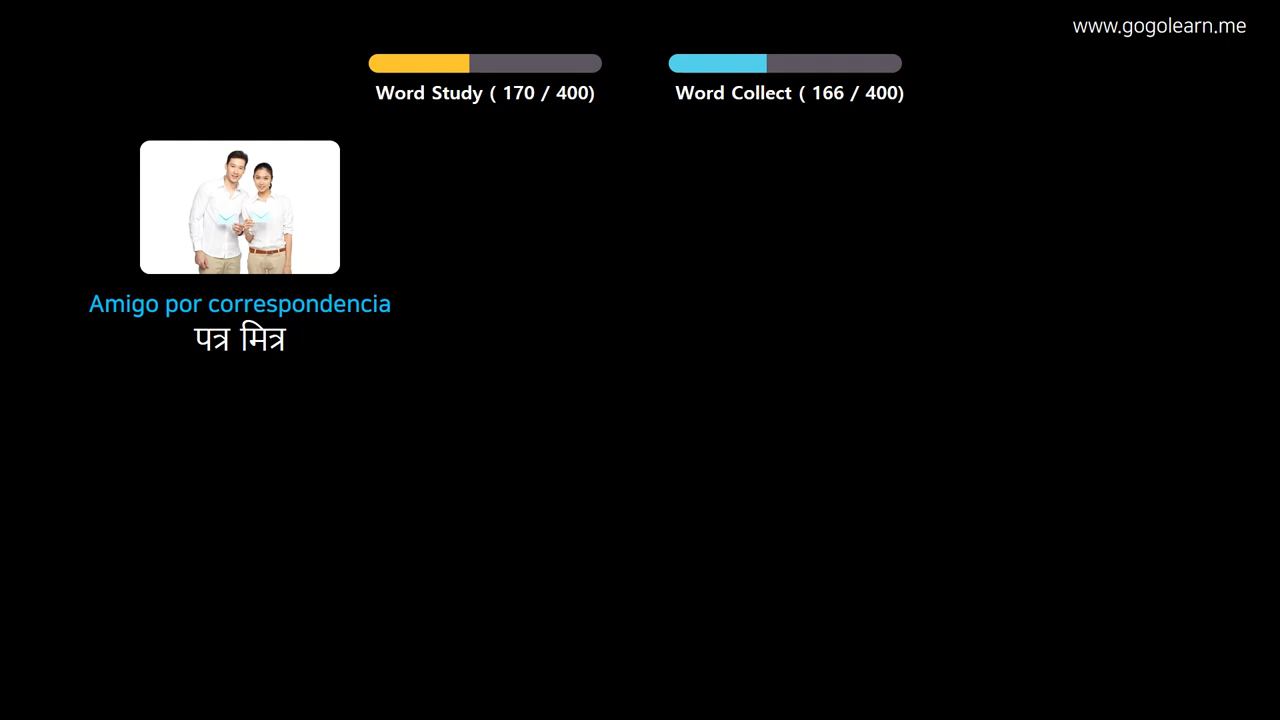 www.gogolearn.me
Word Study ( 170 / 400)
Word Collect ( 166 / 400)
Amigo por correspondencia
पत्र मित्र